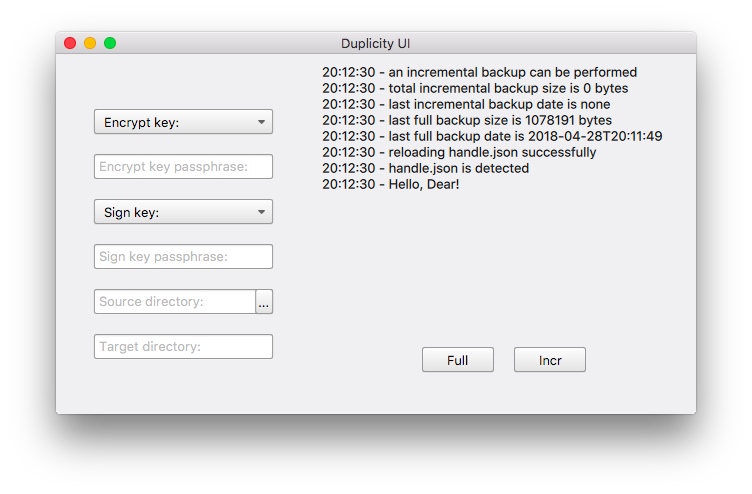 Duplicity UI
Encrypt key:
Encrypt key passphrase:
Sign key:
Sign key passphrase:
Source directory:
...
Target directory:
20:12:30 - an incremental backup can be performed
20:12:30 - total incremental backup size is 0 bytes
20:12:30 - last incremental backup date is none
20:12:30 - last full backup size is 1078191 bytes
20:12:30 - last full backup date is 2018-04-28T20:11:49
20:12:30 - reloading handle.json successfully
20:12:30 - handle.json is detected
20:12:30 - Hello, Dear!
Full
Incr